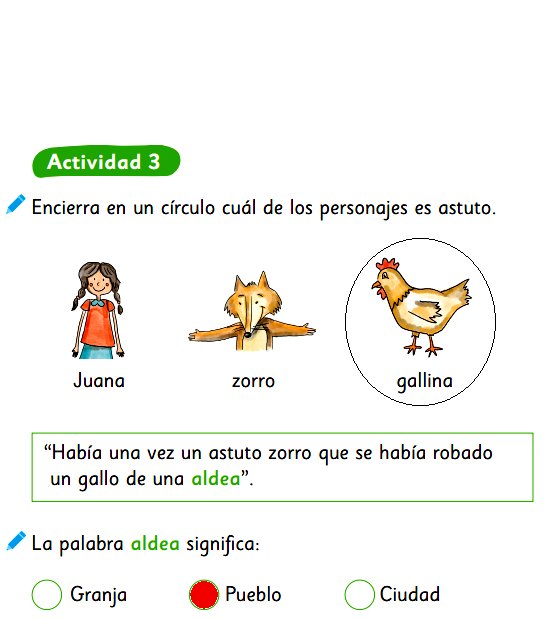 Actividad 3
Encierra en un círculo cuál de los personajes es astuto.
Juana zorro gallina
“Había una vez un astuto zorro que se había robado
un gallo de una aldea”.
La palabra aldea significa:
Granja Pueblo Ciudad